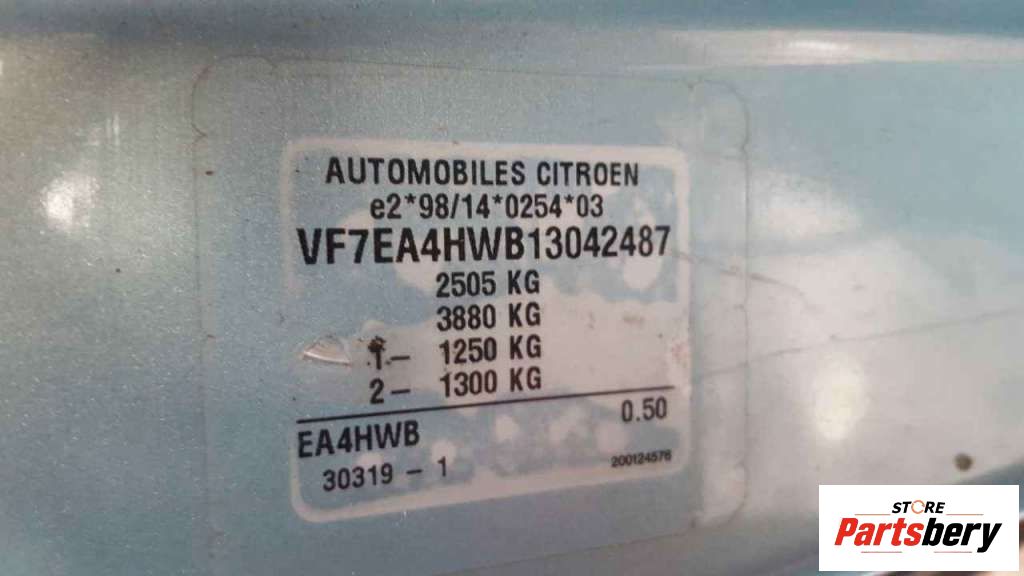 AUTOMOBILES CITROEN
e2*98/14*0254*03
VF7EA4HWB13042487
2505 KG
3880 KG
1– 1250 KG
2– 1300 KG
EA4HWB 0.50
30319 – 1 200124576
STORE
Partsbery